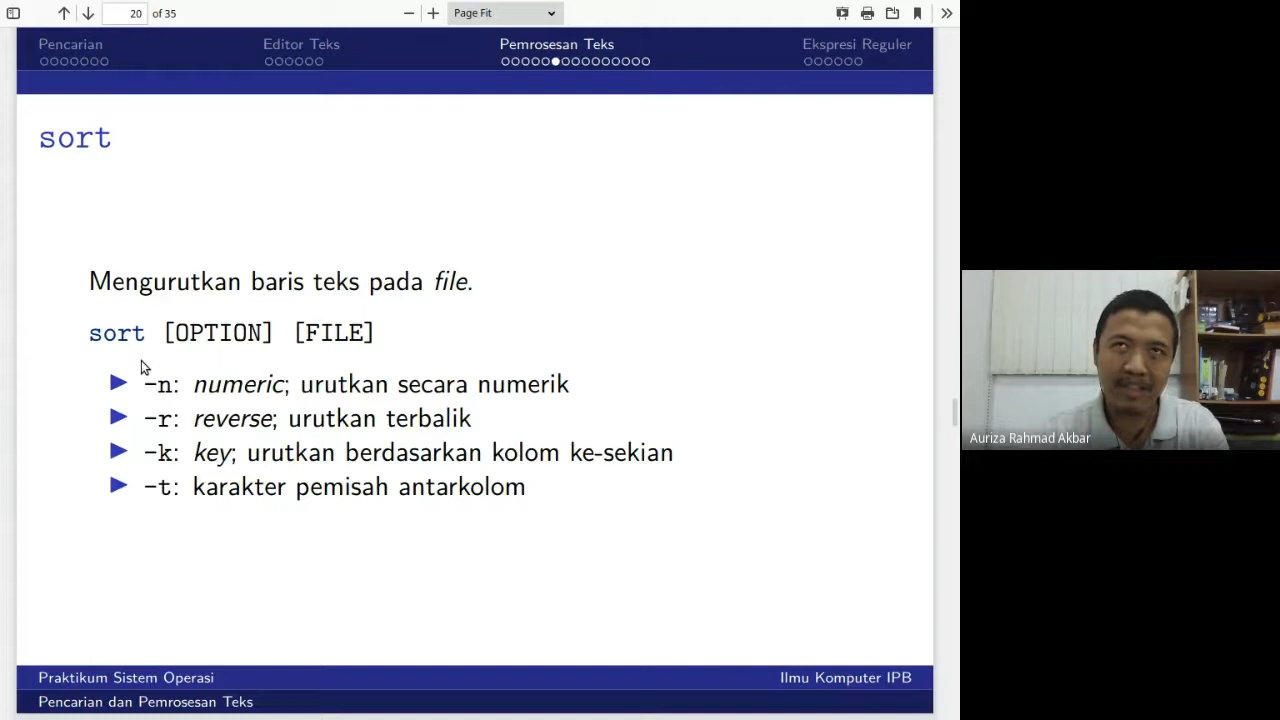 20 of 35
Page Fit
Pencarian Editor Teks Pemrosesan Teks Ekspresi Reguler
sort
Mengurutkan baris teks pada file.
sort [OPTION] [FILE]
-n: numeric; urutkan secara numerik
-r: reverse; urutkan terbalik
-k: key; urutkan berdasarkan kolom ke-sekian
-t: karakter pemisah antarkolom
Auriza Rahmad Akbar
Praktikum Sistem Operasi Ilmu Komputer IPB
Pencarian dan Pemrosesan Teks